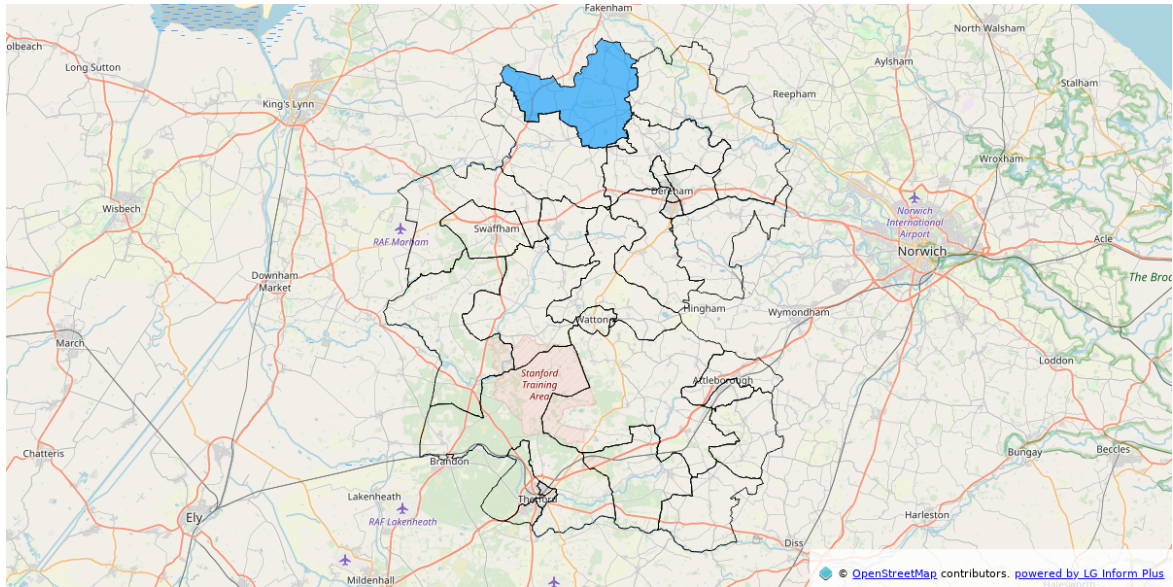 Fakenham
North Walsham
olbeach
Long Sutton
Aylsham
Stalham
King's Lynn
Reepham
Wroxham
Dereham
Wisbech
Swaffham
RAF Marham
Norwich
International
Airport
Norwich
Acle
Downham
Market
The Broa
Hingham
Wymondham
Watton
March
Loddon
Stanford
Training
Area
Attleborough
Chatteris
Brandon
Bungay
Beccles
Lakenheath
Thetford
RAF Lakenheath
Ely
Harleston
Diss
Mildenhall
© OpenStreetMap contributors. powered by LG Inform Plus